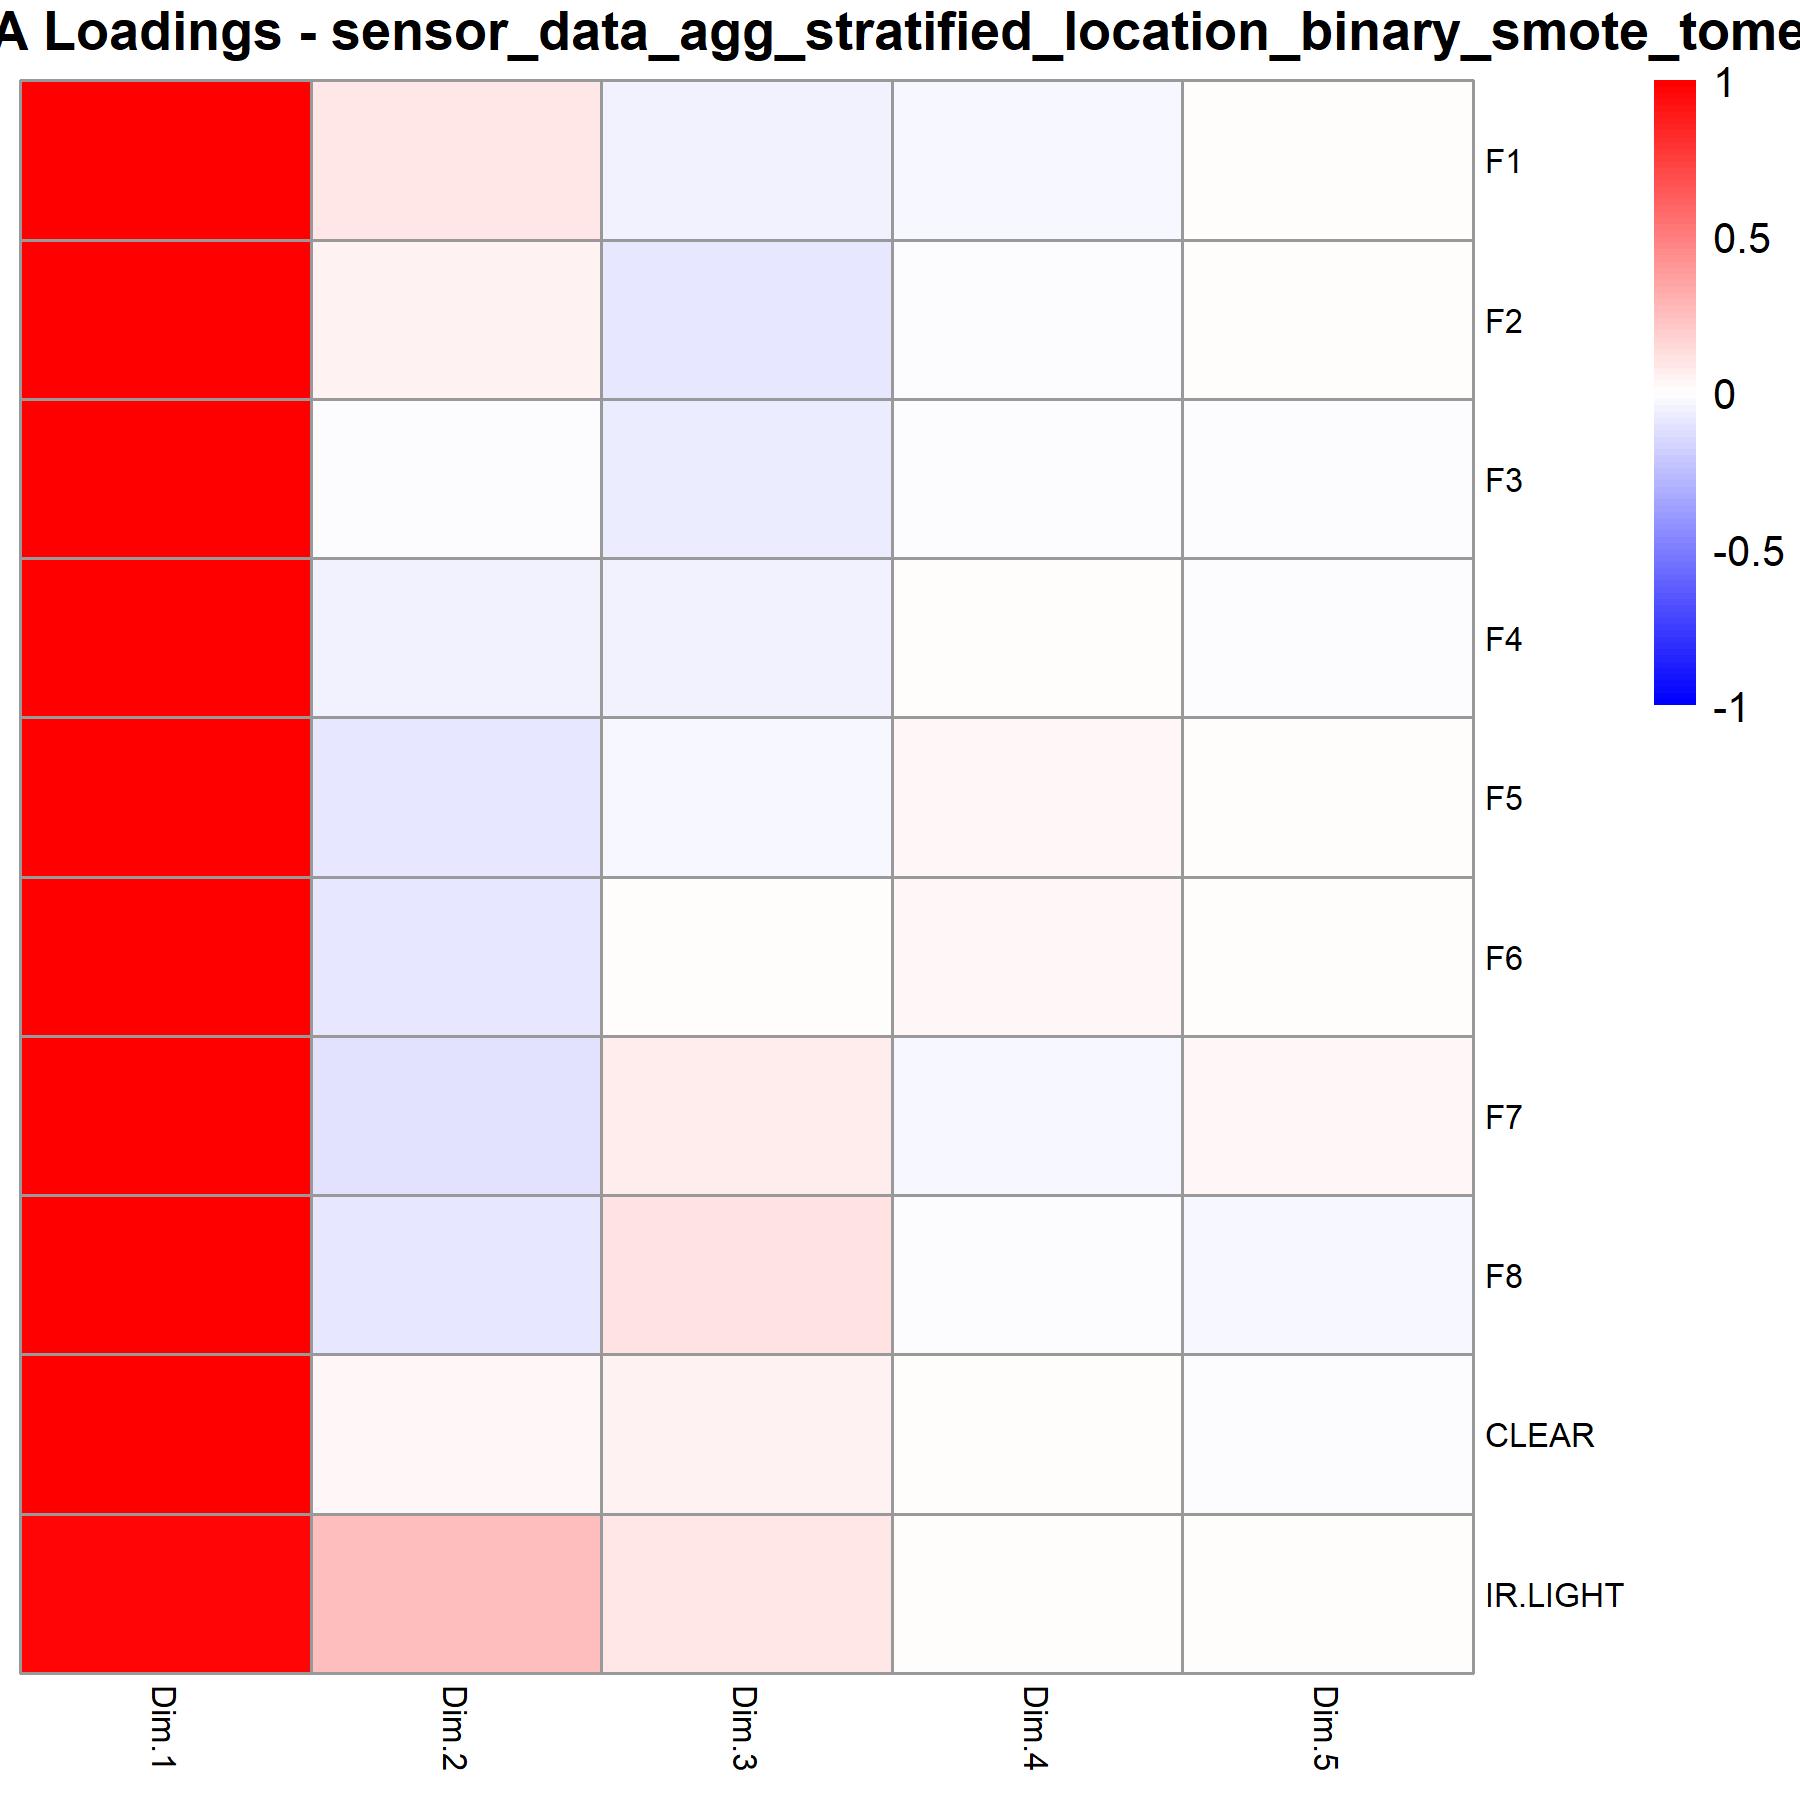 A Loadings - sensor_data_agg_stratified_location_binary_smote_tome
1
0.5
0
-0.5
-1
F1
F2
F3
F4
F5
F6
F7
F8
CLEAR
IR.LIGHT
Dim.1
Dim.2
Dim.3
Dim.4
Dim.5